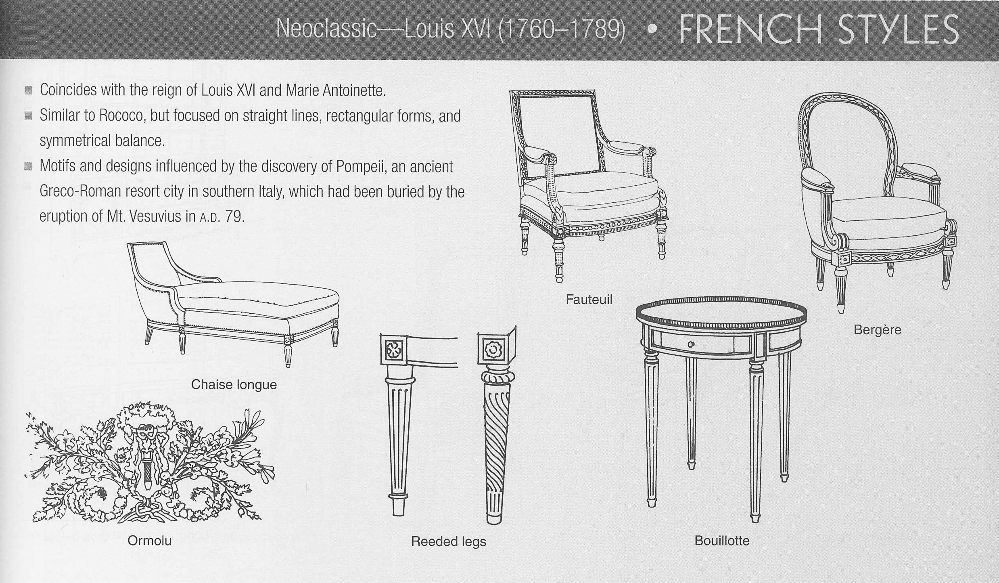 Neoclassic—Louis XVI (1760–1789) • FRENCH STYLES
Coincides with the reign of Louis XVI and Marie Antoinette.
Similar to Rococo, but focused on straight lines, rectangular forms, and
symmetrical balance.
Motifs and designs influenced by the discovery of Pompeii, an ancient
Greco-Roman resort city in southern Italy, which had been buried by the
eruption of Mt. Vesuvius in A.D. 79.
Fauteuil
Bergère
Chaise longue
Ormolu
Reeded legs
Bouillotte